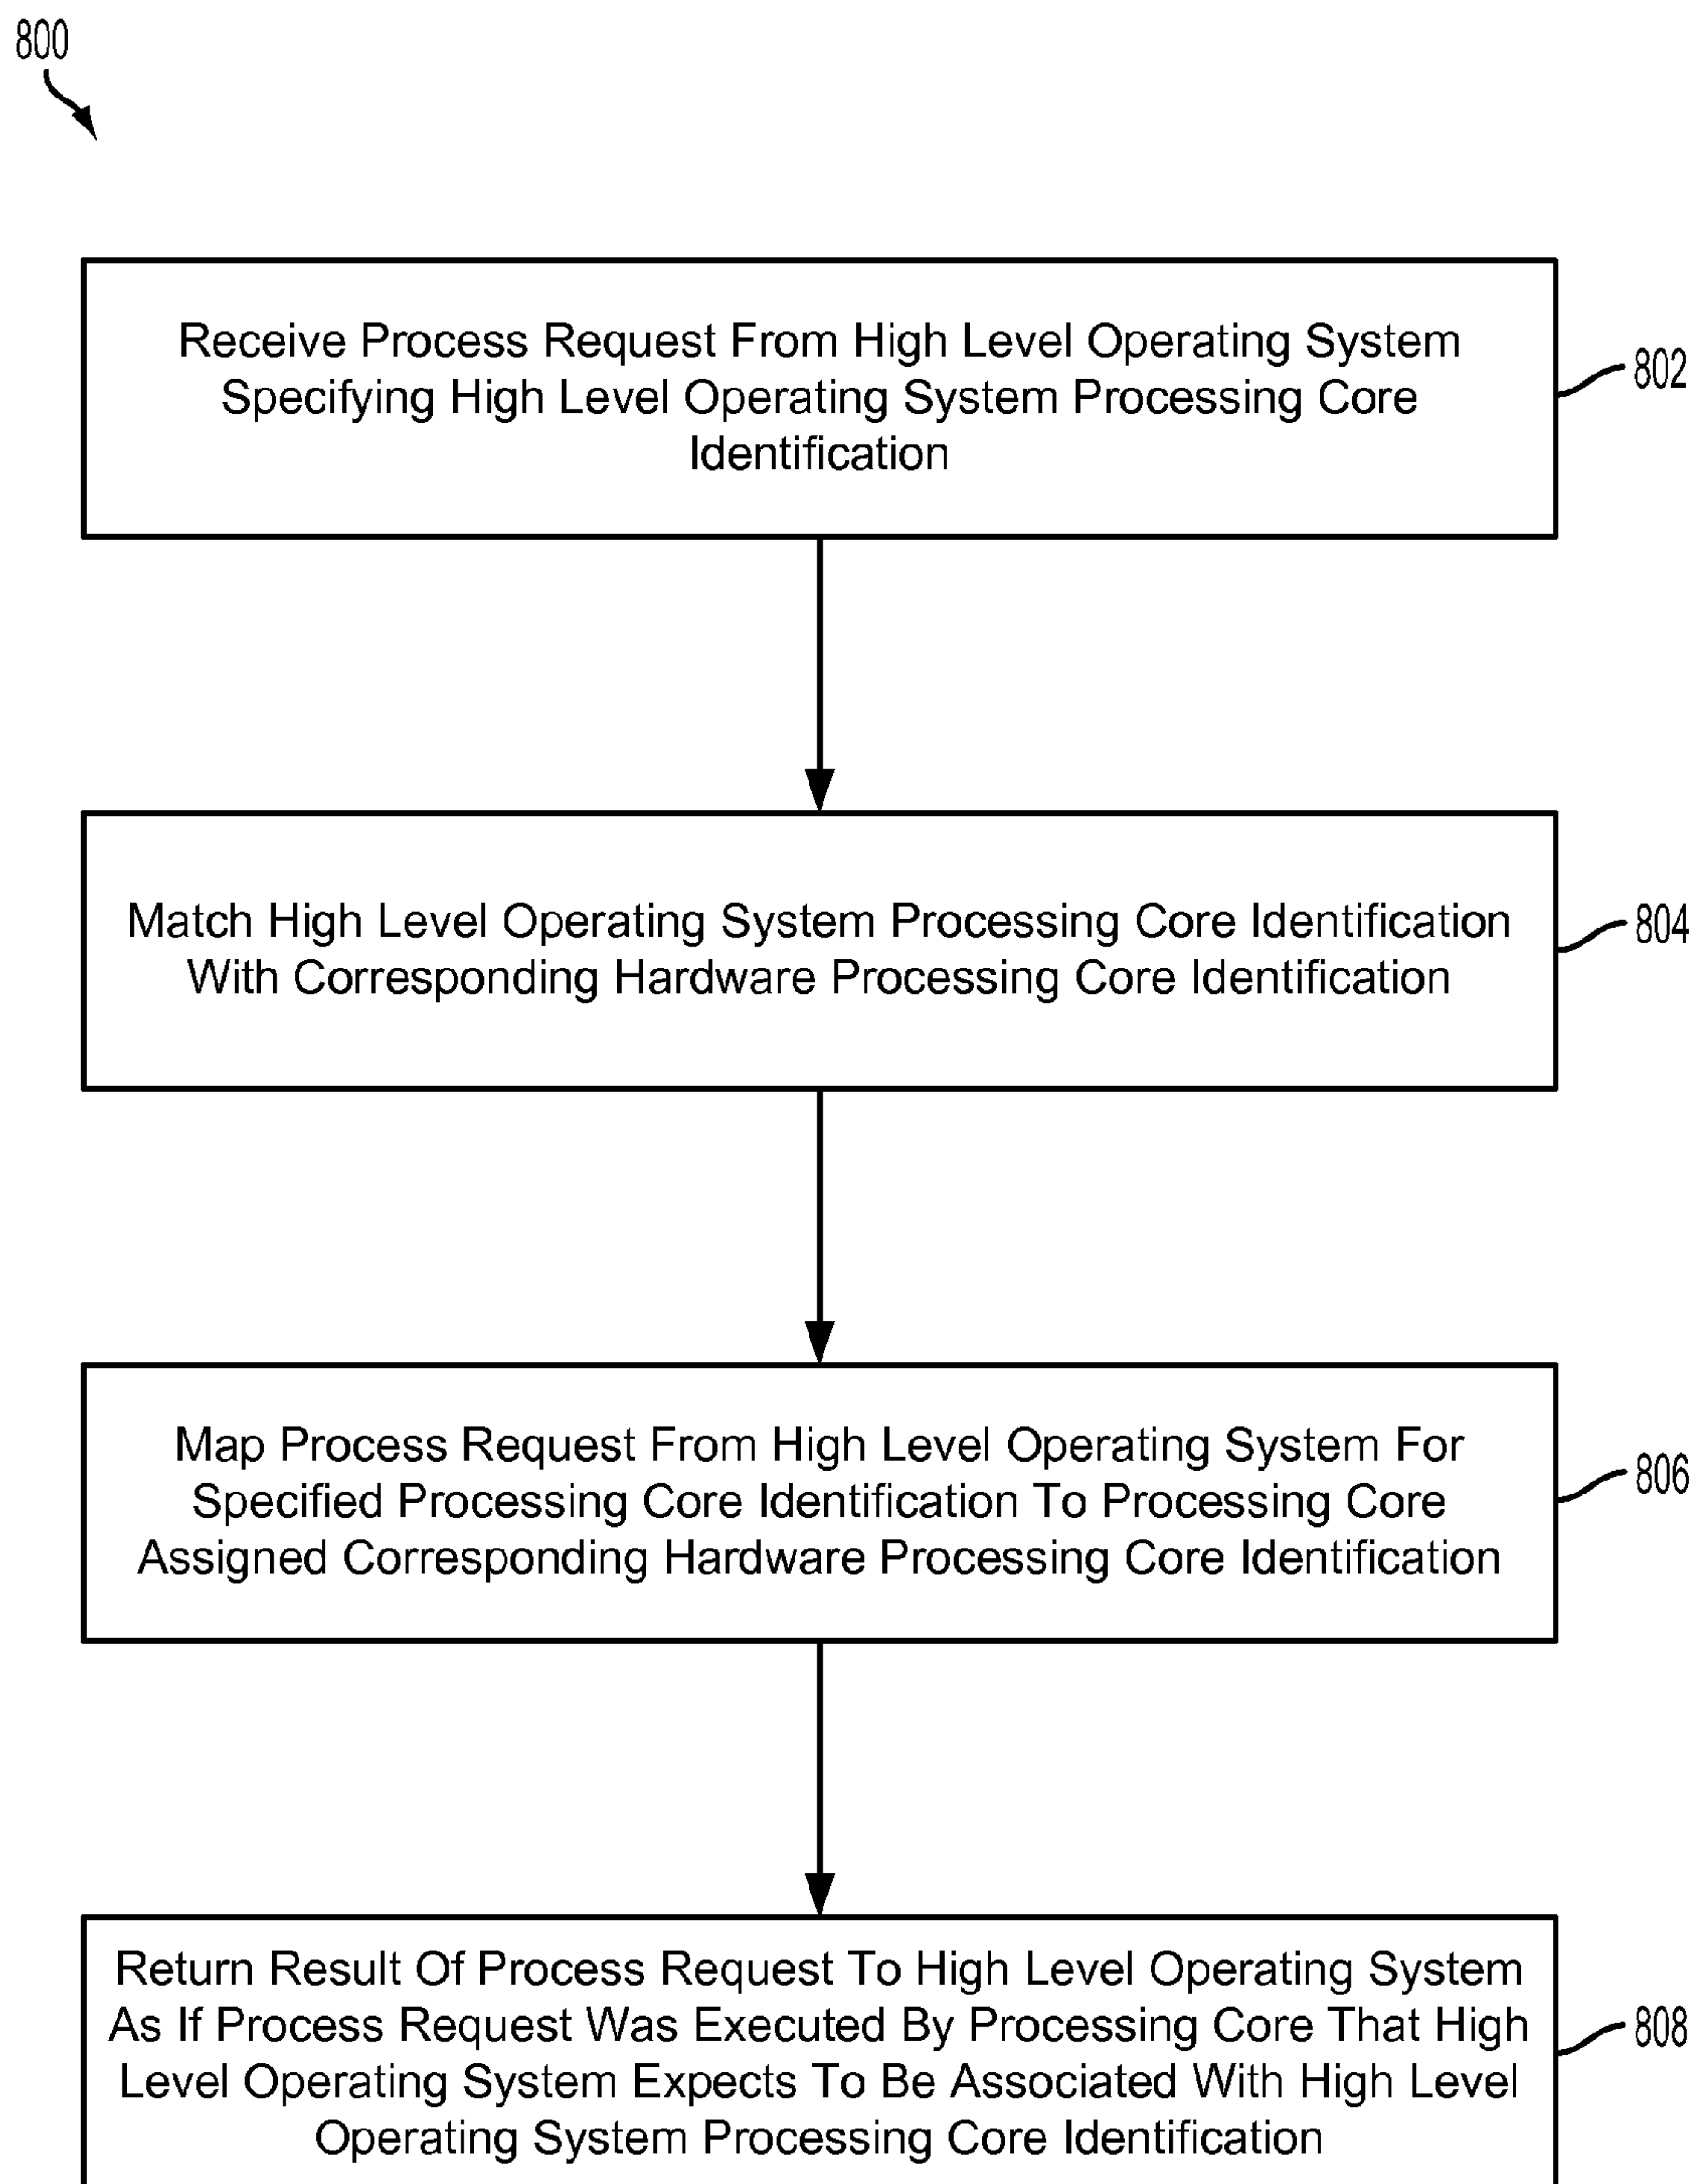 800
Receive Process Request From High Level Operating System
Specifying High Level Operating System Processing Core
Identification
802
Match High Level Operating System Processing Core Identification
With Corresponding Hardware Processing Core Identification
804
Map Process Request From High Level Operating System For
Specified Processing Core Identification To Processing Core
Assigned Corresponding Hardware Processing Core Identification
806
Return Result Of Process Request To High Level Operating System
As If Process Request Was Executed By Processing Core That High
Level Operating System Expects To Be Associated With High Level
Operating System Processing Core Identification
808